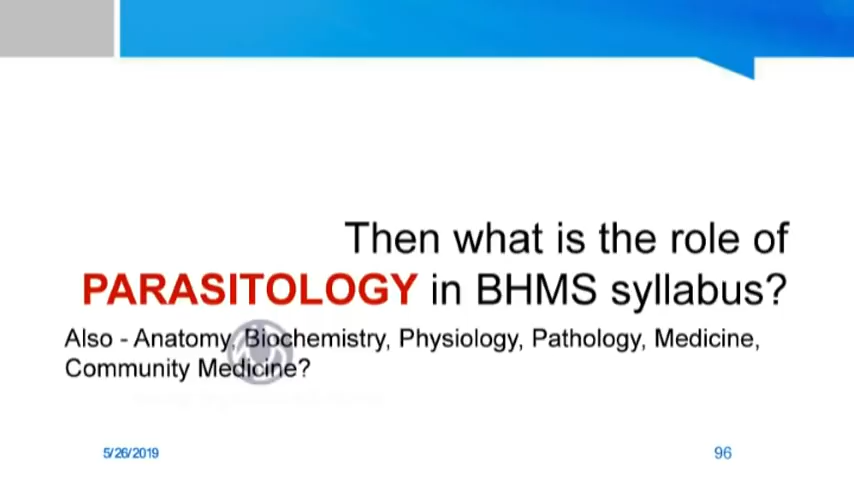 Then what is the role of
PARASITOLOGY in BHMS syllabus?
Also - Anatomy, Biochemistry, Physiology, Pathology, Medicine,
Community Medicine?
5/26/2019
96